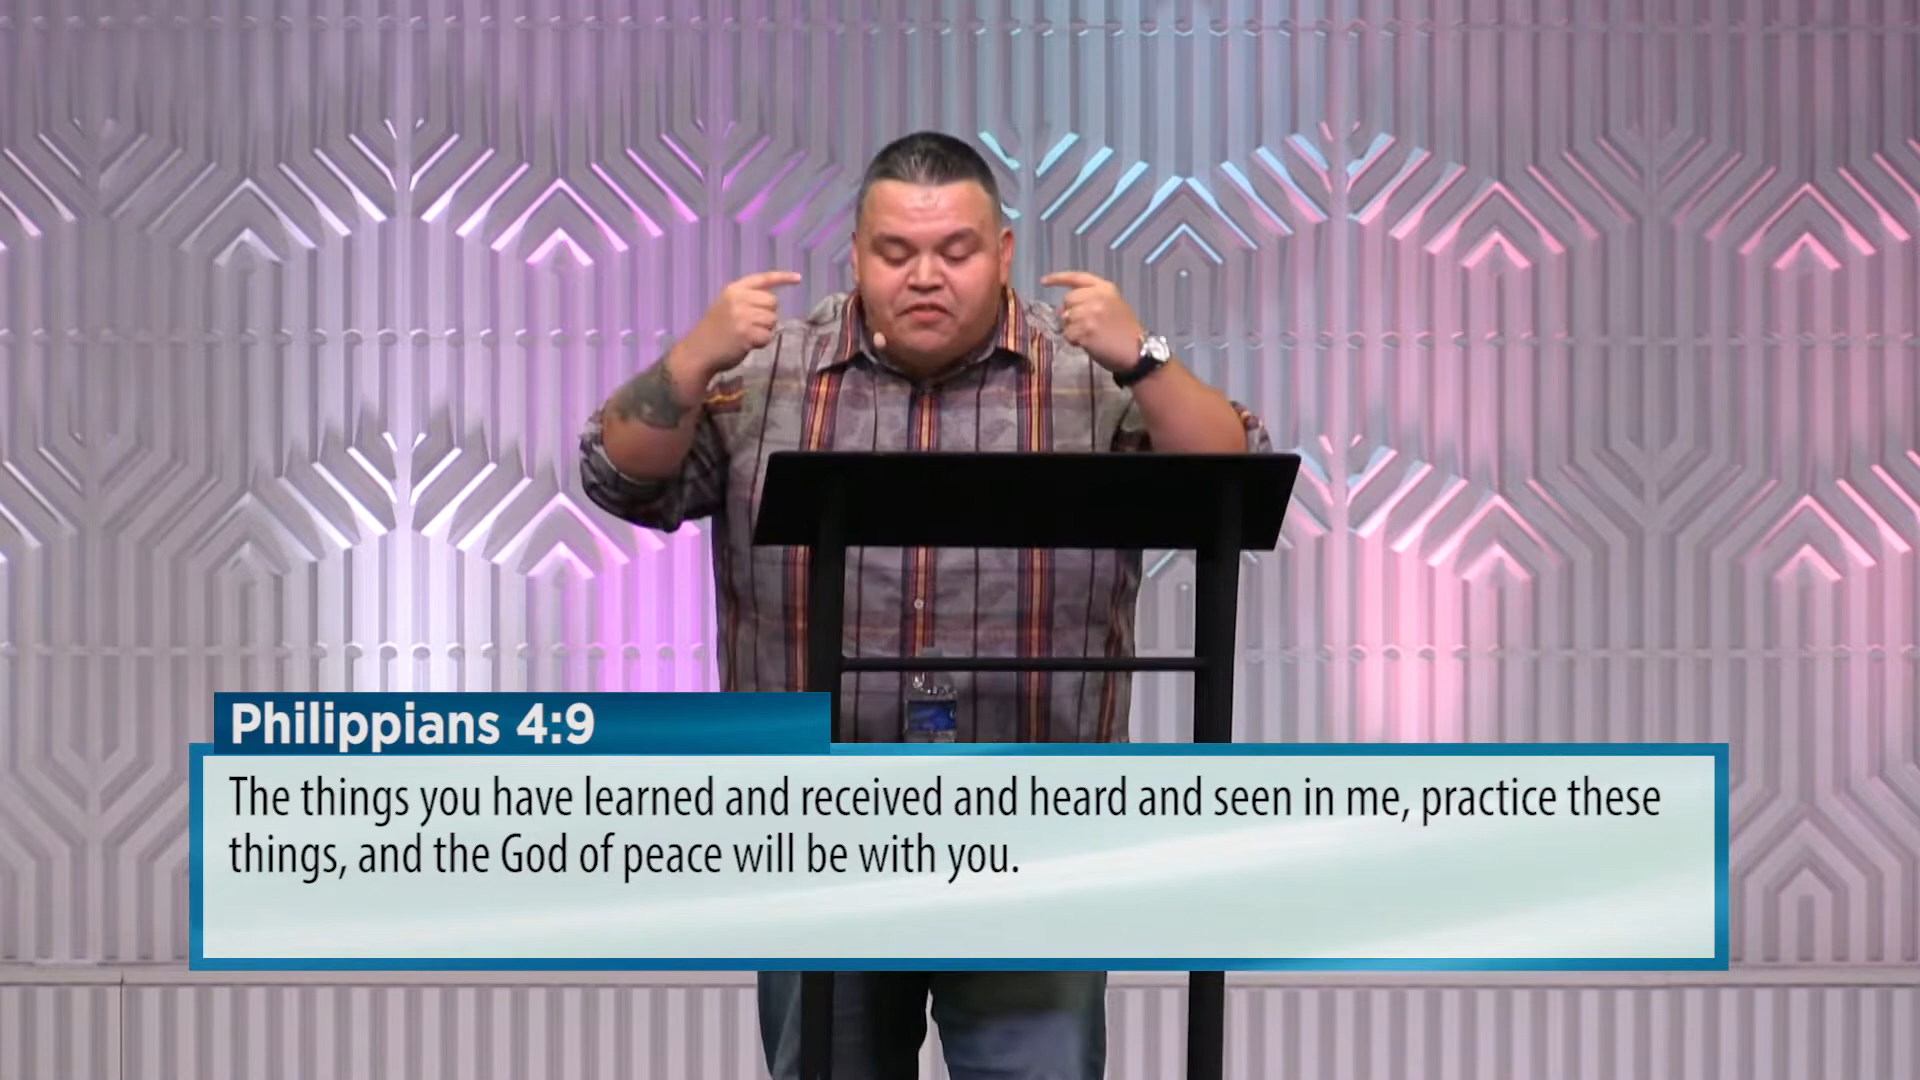 Philippians 4:9
The things you have learned and received and heard and seen in me, practice these
things, and the God of peace will be with you.